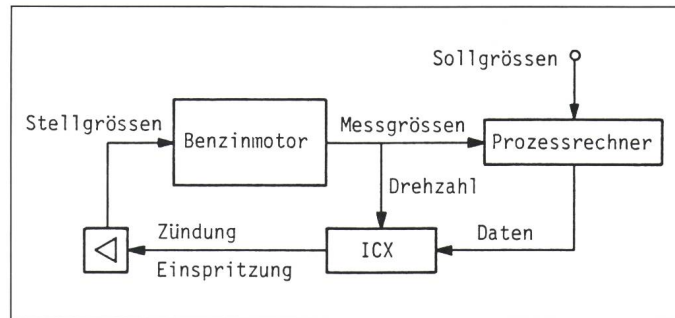 Sollgrössen
Stellgrössen
Benzinmotor
Messgrössen
Prozessrechner
Drehzahl
Zündung
ICX
Daten
Einspritzung